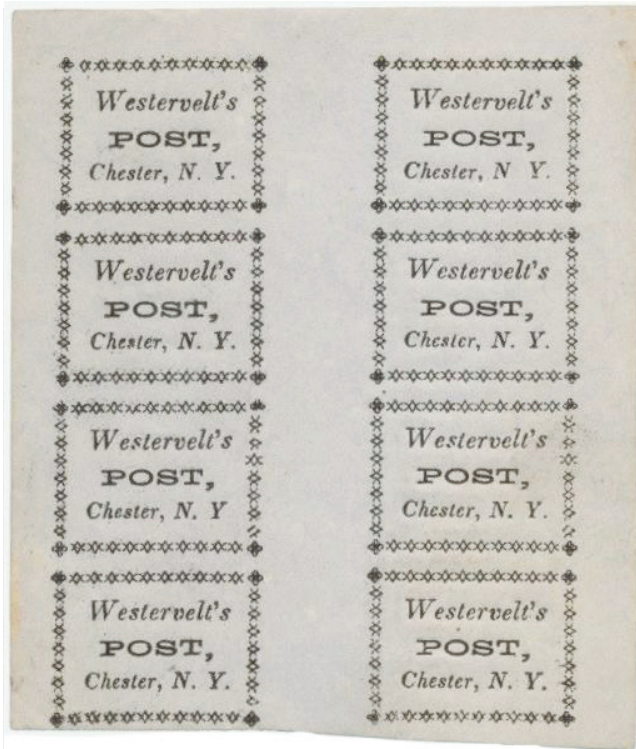 Westervelt's
POST,
Chester, N. Y.
Westervelt's
POST,
Chester, N Y.
Westervelt's
POST,
Chester, N. Y.
Westervelt's
POST,
Chester, N. Y.
Westervelt's
POST,
Chester, N. Y
Westervelt's
POST,
Chester, N. Y.
Westervelt's
POST,
Chester, N. Y.
Westervelt's
POST,
Chester, N. Y.